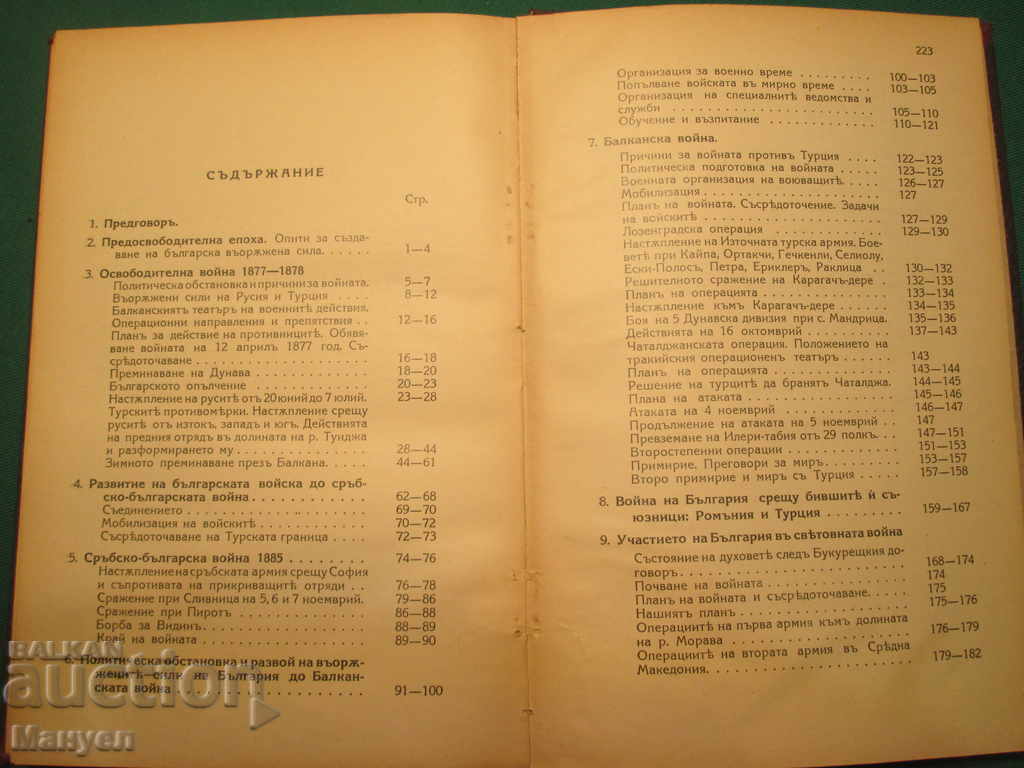 СЪДЪРЖАНИЕ
Стр.
1. Предговоръ.
2. Предосвободителна епоха. Опити за създа-
ване на българска въоржжена сила. . . . . . 1—4
3. Освободителна война 1877—1878
Политическа обстановка и причини за войната. 5—7
Въоржжени сили на Русия и Турция . . . . 8—12
Балканскиятъ театъръ на военнитѣ действия.
Операционни направления и препятствия . . 12—16
Планъ за действие на противницитѣ. Обявя-
ване войната на 12 априлъ 1877 год. Съ-
срѣдоточаване . . . . . . . . . . . . . . . 16—18
Преминаване на Дунава . . . . . . . . . . 18—20
Българското опълчение . . . . . . . . . . 20—23
Настѫпление на руситѣ отъ 20 юний до 7 юлий. 23—28
Турскитѣ противомѣрки. Настѫпление срещу
руситѣ от изтокъ, западъ и югъ. Действията
на предния отрядъ въ долината на р. Тунджа
и разформирането му . . . . . . . . . . . 28—44
Зимното преминаване презъ Балкана. . . . . 44—61
4. Развитие на българската войска до сръб-
ско-българската война . . . . . . . . . . . 62—68
Съединението . . . . . . . . . . . . . . . 69—70
Мобилизация на войскитѣ . . . . . . . . . 70—72
Съсрѣдоточаване на Турската граница . . . . 72—73
5. Сръбско-българска война 1885 . . . . . . . . 74—76
Настѫпление на сръбската армия срещу София
и съпротивата на прикриващитѣ отряди . . 76—78
Сражение при Сливница на 5, 6 и 7 ноемврий. 79—86
Сражение при Пиротъ . . . . . . . . . . . 86—88
Борба за Видинъ . . . . . . . . . . . . . 88—89
Край на войната . . . . . . . . . . . . . 89—90
6. Политическа обстановка и развой на въорѫ-
женитѣ сили на България до Балкан-
ската война . . . . . . . . . . . . . . . . 91—100
223
Организация за военно време . . . . . . . . . 100—103
Попълване войската въ мирно време . . . . 103—105
Организация на специалнитѣ ведомства и
служби . . . . . . . . . . . . . . . . . . 105—110
Обучение и възпитание . . . . . . . . . . . 110—121
7. Балканска война.
Причини за войната противъ Турция . . . . 122—123
Политическа подготовка на войната . . . . . 123—125
Военната организация на воюващитѣ. . . . . 126—127
Мобилизация . . . . . . . . . . . . . . . . 127
Планъ на войната. Съсрѣдоточение. Задачи
на войскитѣ . . . . . . . . . . . . . . . . 127—129
Лозенградска операция . . . . . . . . . . . 129—130
Настѫпление на Източната турска армия. Бое-
ветѣ при Кайпа, Ортакчи, Гечкенли, Селиолу,
Ески-Полосъ, Петра, Ериклеръ, Раклица . . 130—132
Решителното сражение на Карагачъ-дере . 132—133
Планъ на операцията . . . . . . . . . . . . 133—134
Настѫпление къмъ Карагачъ-дере . . . . . 134—135
Боя на 5 Дунавска дивизия при с. Мандрица. 135—136
Действията на 16 октомврий . . . . . . . . 137—143
Чаталджанската операция. Положението на
тракийския операционенъ театъръ . . . . . . 143
Планъ на операцията . . . . . . . . . . . . 143—144
Решение на турцитѣ да бранятъ Чаталджа. 144—145
Плана на атаката . . . . . . . . . . . . . . 145—146
Атаката на 4 ноемврий . . . . . . . . . . . 146—147
Продължение на атаката на 5 ноемврий . . 147
Превземане на Илери-табия отъ 29 полкъ. . . 147—151
Второстепенни операции . . . . . . . . . . 151—153
Примирие. Преговори за миръ. . . . . . . . 153—157
Второ примирие и миръ съ Турция . . . . . 157—158
8. Война на България срещу бившитѣ ѝ съ-
юзници: Ромъния и Турция . . . . . . . . . 159—167
9. Участието на България въ свѣтовната война
Състояние на духоветѣ следъ Букурещкия до-
говоръ. . . . . . . . . . . . . . . . . . . 168—174
Почване на войната . . . . . . . . . . . . 174
Планъ на войната и съсрѣдоточаване. . . . . 175
Нашиятъ планъ . . . . . . . . . . . . . . 175—176
Операциитѣ на първа армия къмъ долината
на р. Морава . . . . . . . . . . . . . . . 176—179
Операциитѣ на втората армия въ Срѣдна
Македония. . . . . . . . . . . . . . . . . 179—182
BALKAN
auction
Мануел